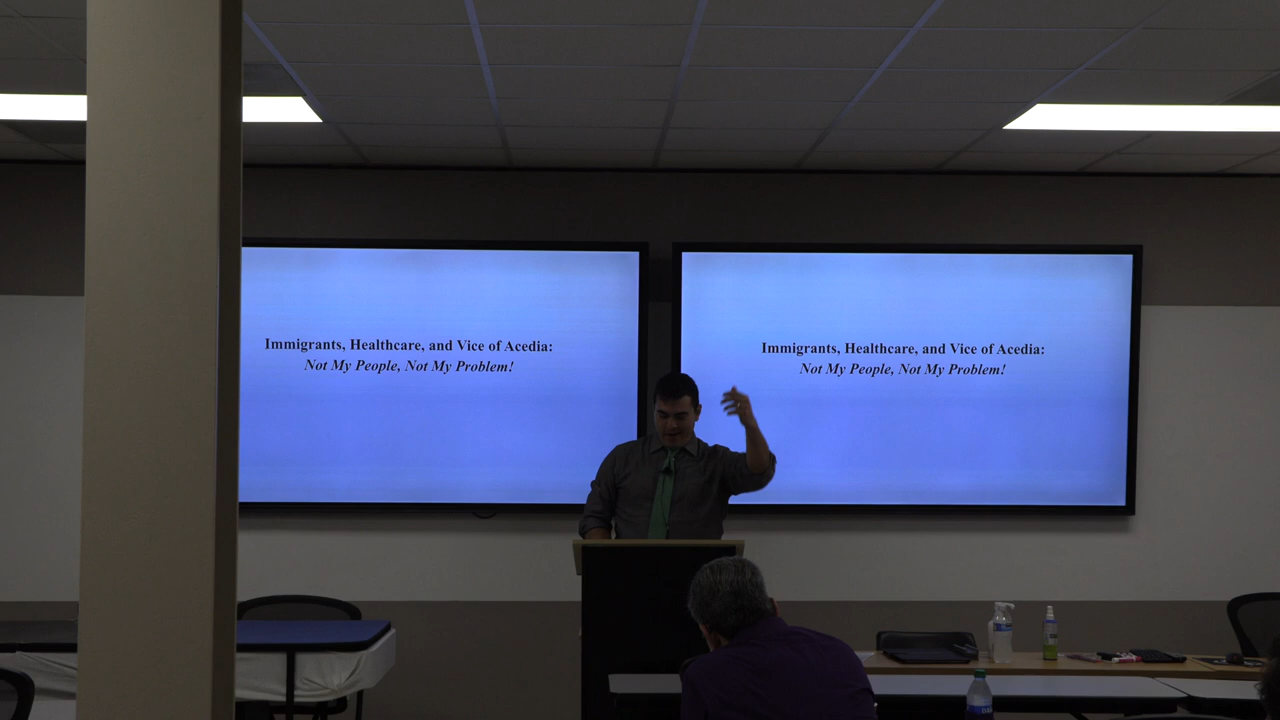 Immigrants, Healthcare, and Vice of Acedia:
Not My People, Not My Problem!
Immigrants, Healthcare, and Vice of Acedia:
Not My People, Not My Problem!